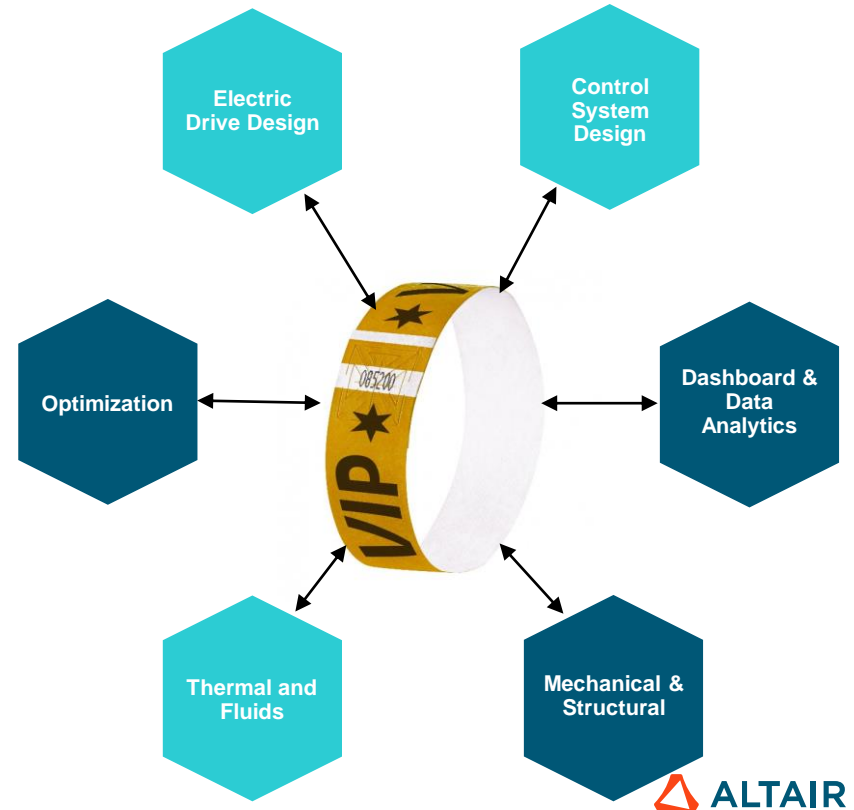 Electric
Drive Design
Control
System
Design
Optimization
085200
VIP
Dashboard &
Data
Analytics
Thermal and
Fluids
Mechanical &
Structural
ALTAIR